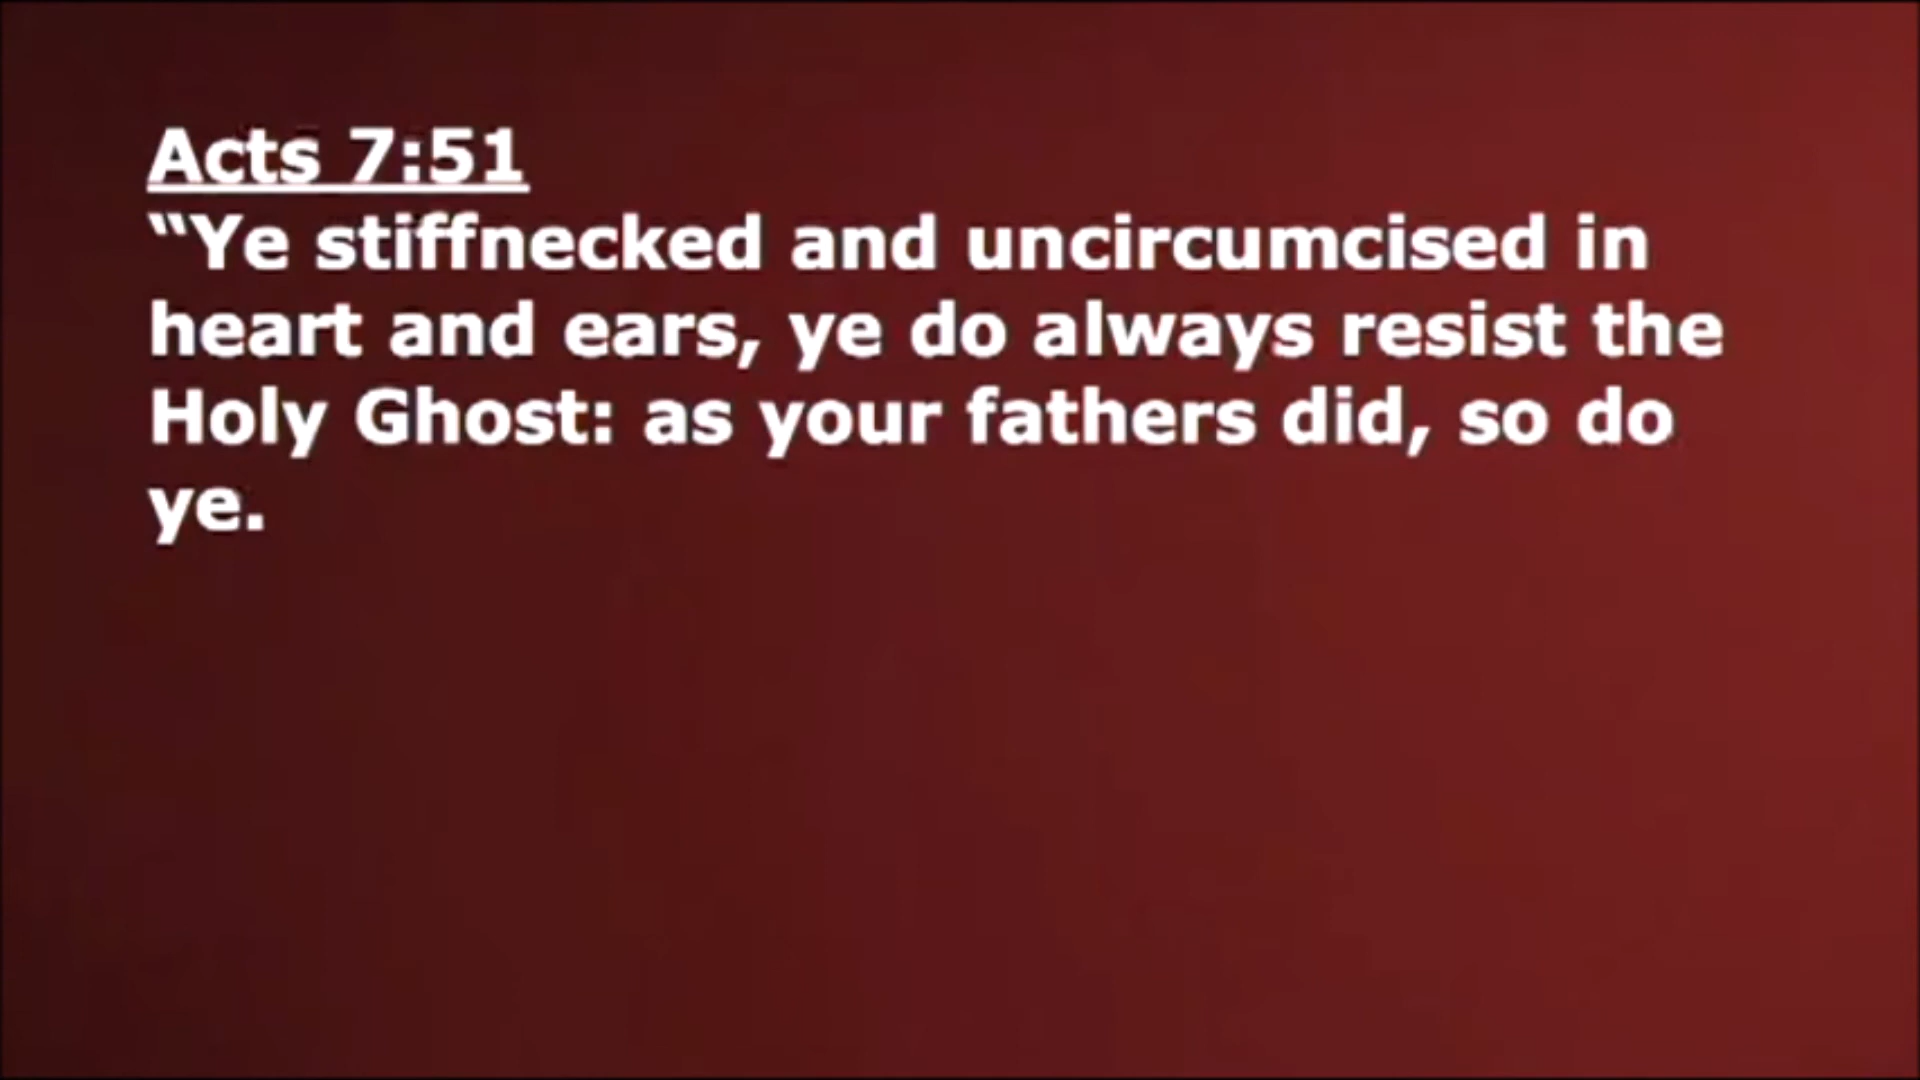 Acts 7:51
“Ye stiffnecked and uncircumcised in
heart and ears, ye do always resist the
Holy Ghost: as your fathers did, so do
ye.